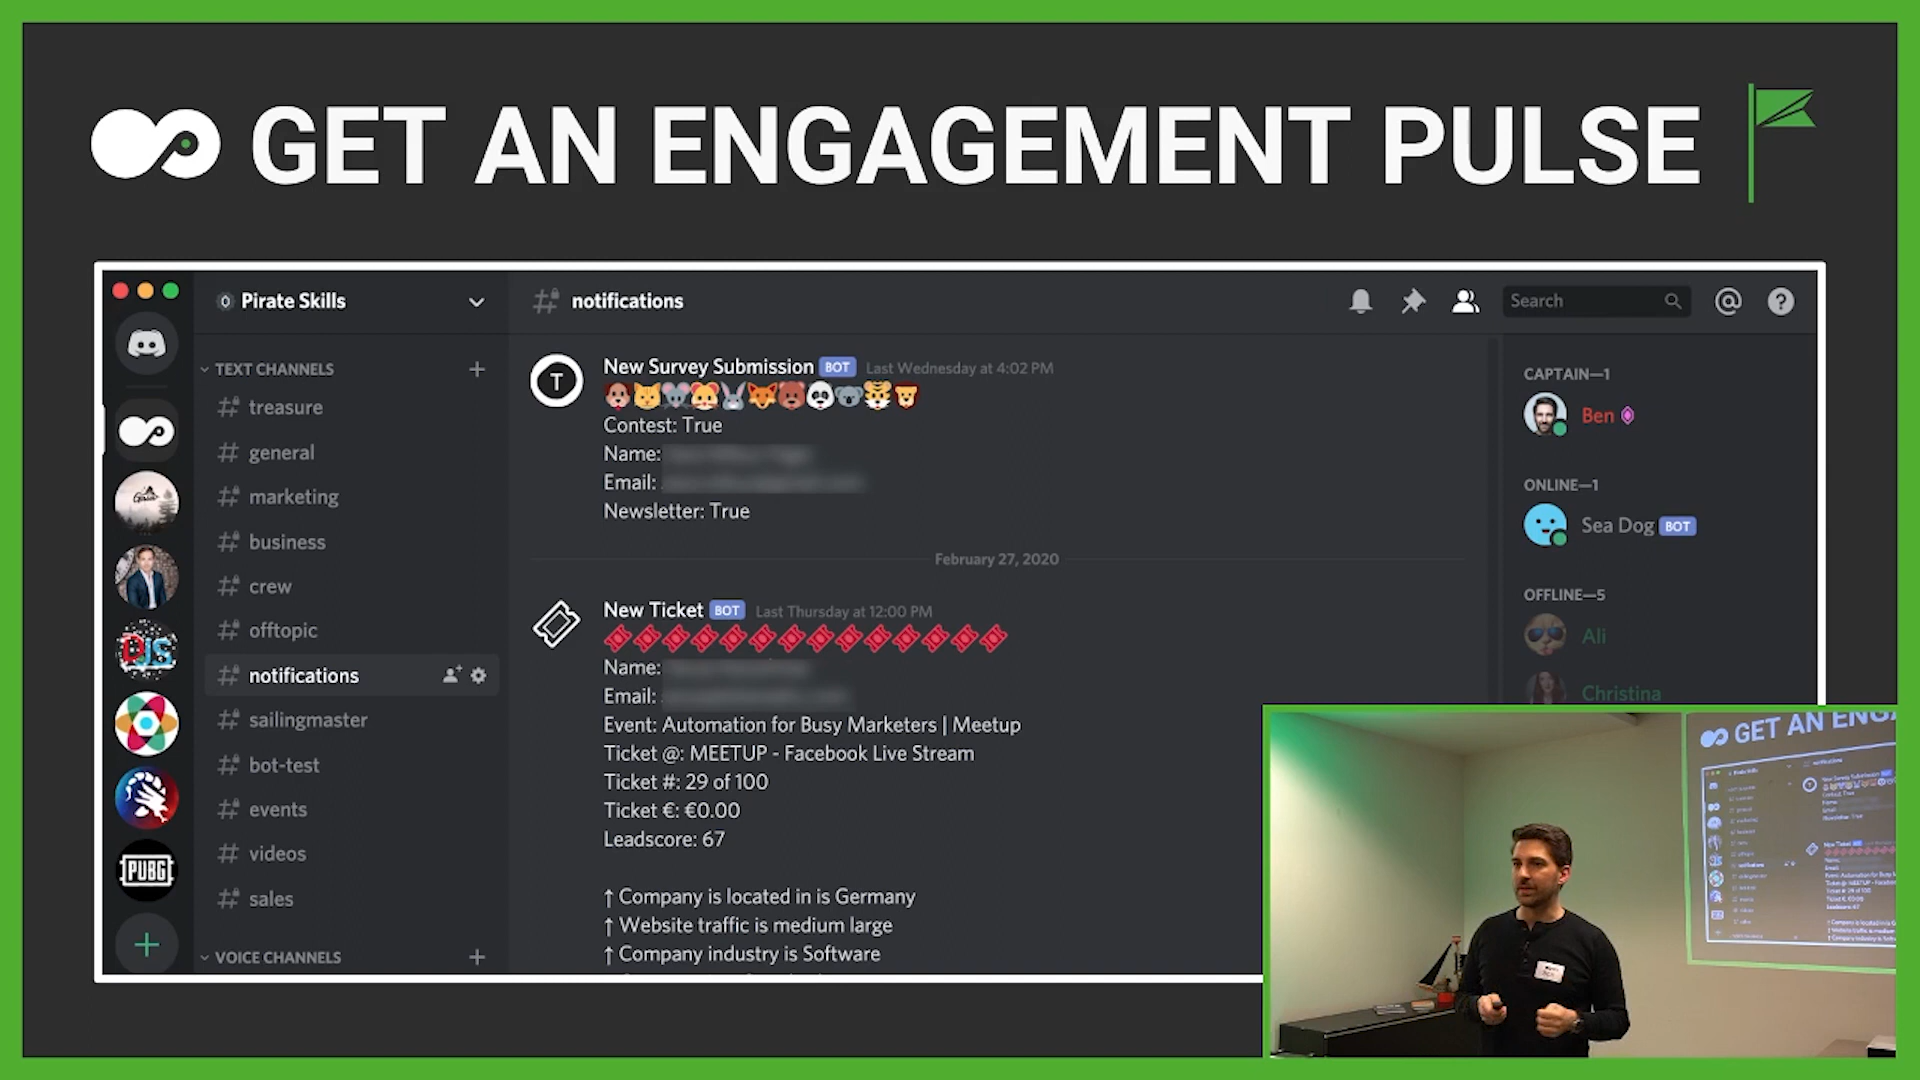 GET AN ENGAGEMENT PULSE
Pirate Skills
notifications
Search
TEXT CHANNELS
treasure
general
marketing
business
crew
offtopic
notifications
sailingmaster
bot-test
events
videos
sales
VOICE CHANNELS
T
New Survey Submission BOT Last Wednesday at 4:02 PM
Contest: True
Name:
Email:
Newsletter: True
February 27, 2020
New Ticket BOT Last Thursday at 12:00 PM
Name:
Email:
Event: Automation for Busy Marketers | Meetup
Ticket @: MEETUP - Facebook Live Stream
Ticket #: 29 of 100
Ticket €: €0.00
Leadscore: 67
↑ Company is located in is Germany
↑ Website traffic is medium large
↑ Company industry is Software
CAPTAIN—1
Ben
ONLINE—1
Sea Dog BOT
OFFLINE—5
Ali
Christina
DJS
PUBG
GET AN ENGA